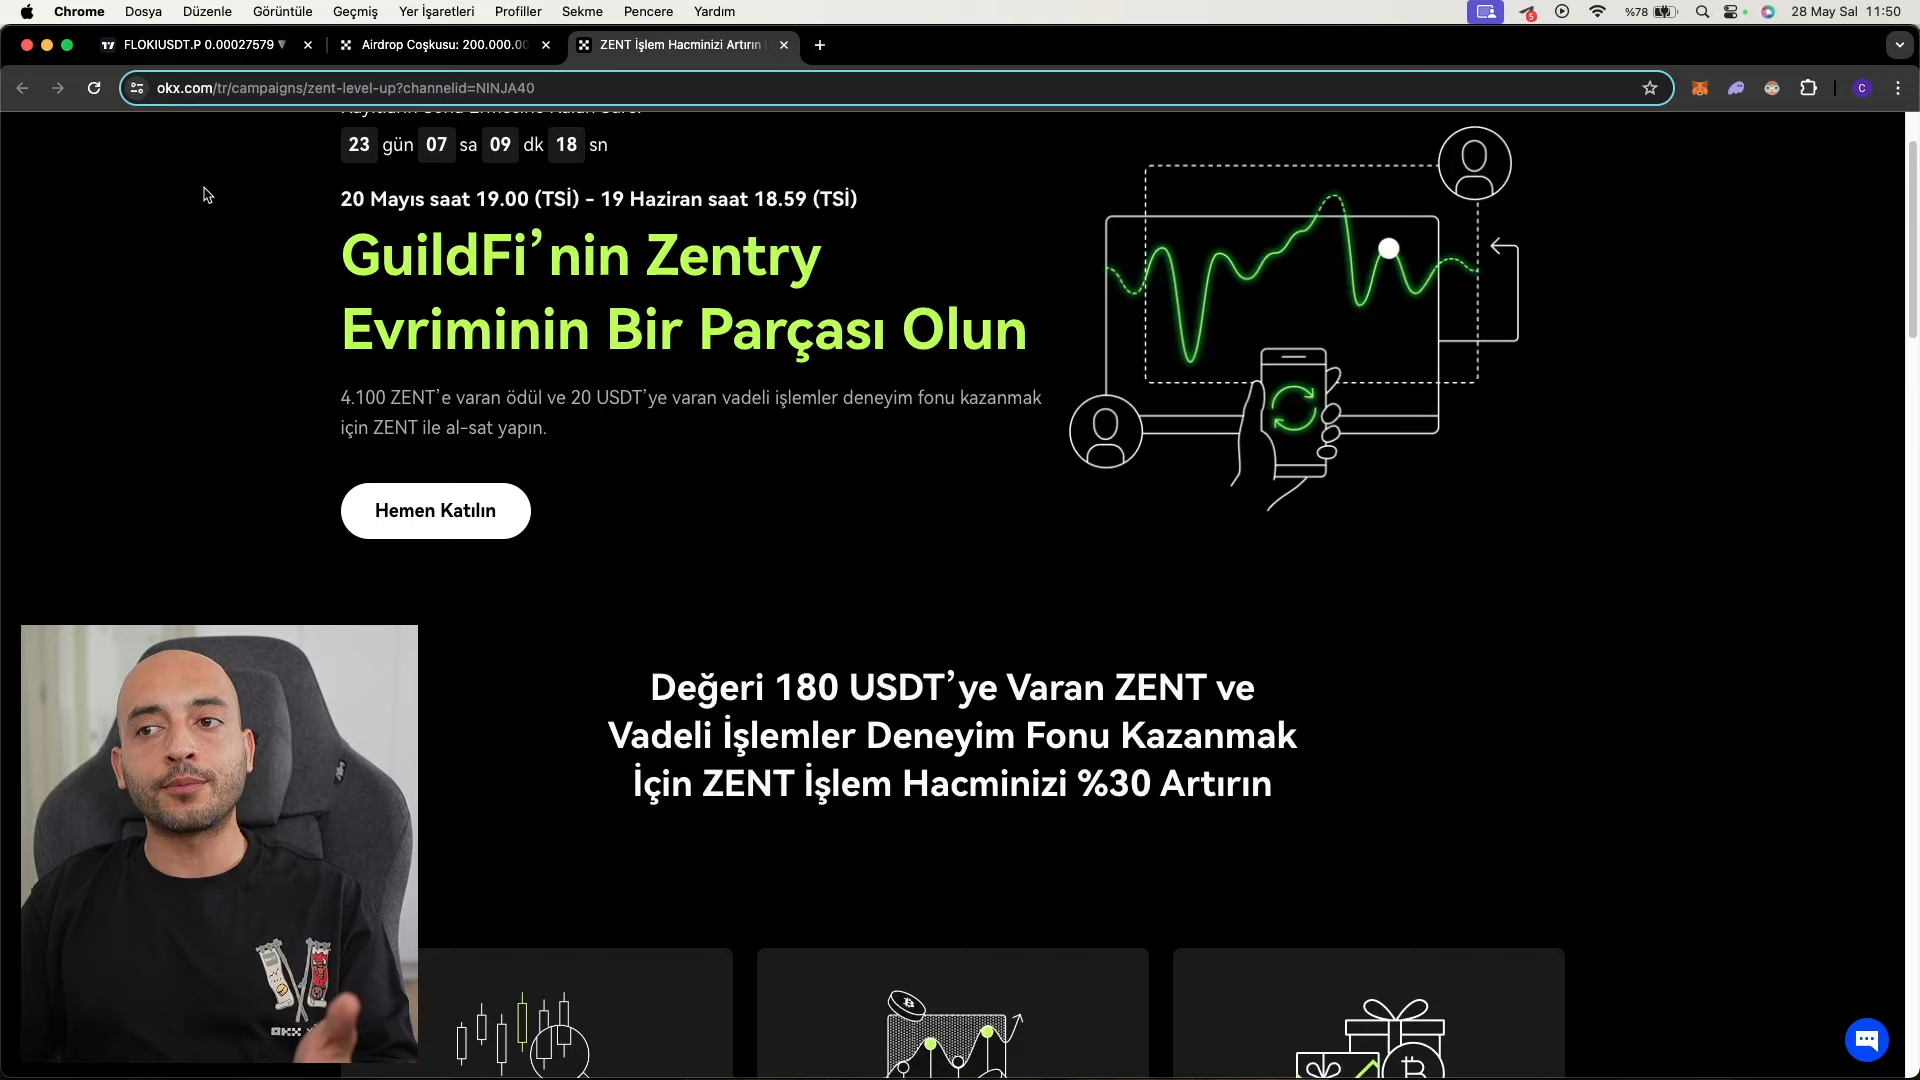 Chrome Dosya Düzenle Görüntüle Geçmiş Yer İşaretleri Profiller Sekme Pencere Yardım
5 %78 28 May Sal 11:50
FLOKIUSDT.P 0.00027579 ▼
Airdrop Coşkusu: 200.000.00
ZENT İşlem Hacminizi Artırın
okx.com/tr/campaigns/zent-level-up?channelid=NINJA40
C
23 gün 07 sa 09 dk 18 sn
20 Mayıs saat 19.00 (TSİ) - 19 Haziran saat 18.59 (TSİ)
GuildFi’nin Zentry
Evriminin Bir Parçası Olun
4.100 ZENT’e varan ödül ve 20 USDT’ye varan vadeli işlemler deneyim fonu kazanmak
için ZENT ile al-sat yapın.
Hemen Katılın
Değeri 180 USDT’ye Varan ZENT ve
Vadeli İşlemler Deneyim Fonu Kazanmak
İçin ZENT İşlem Hacminizi %30 Artırın
OKX